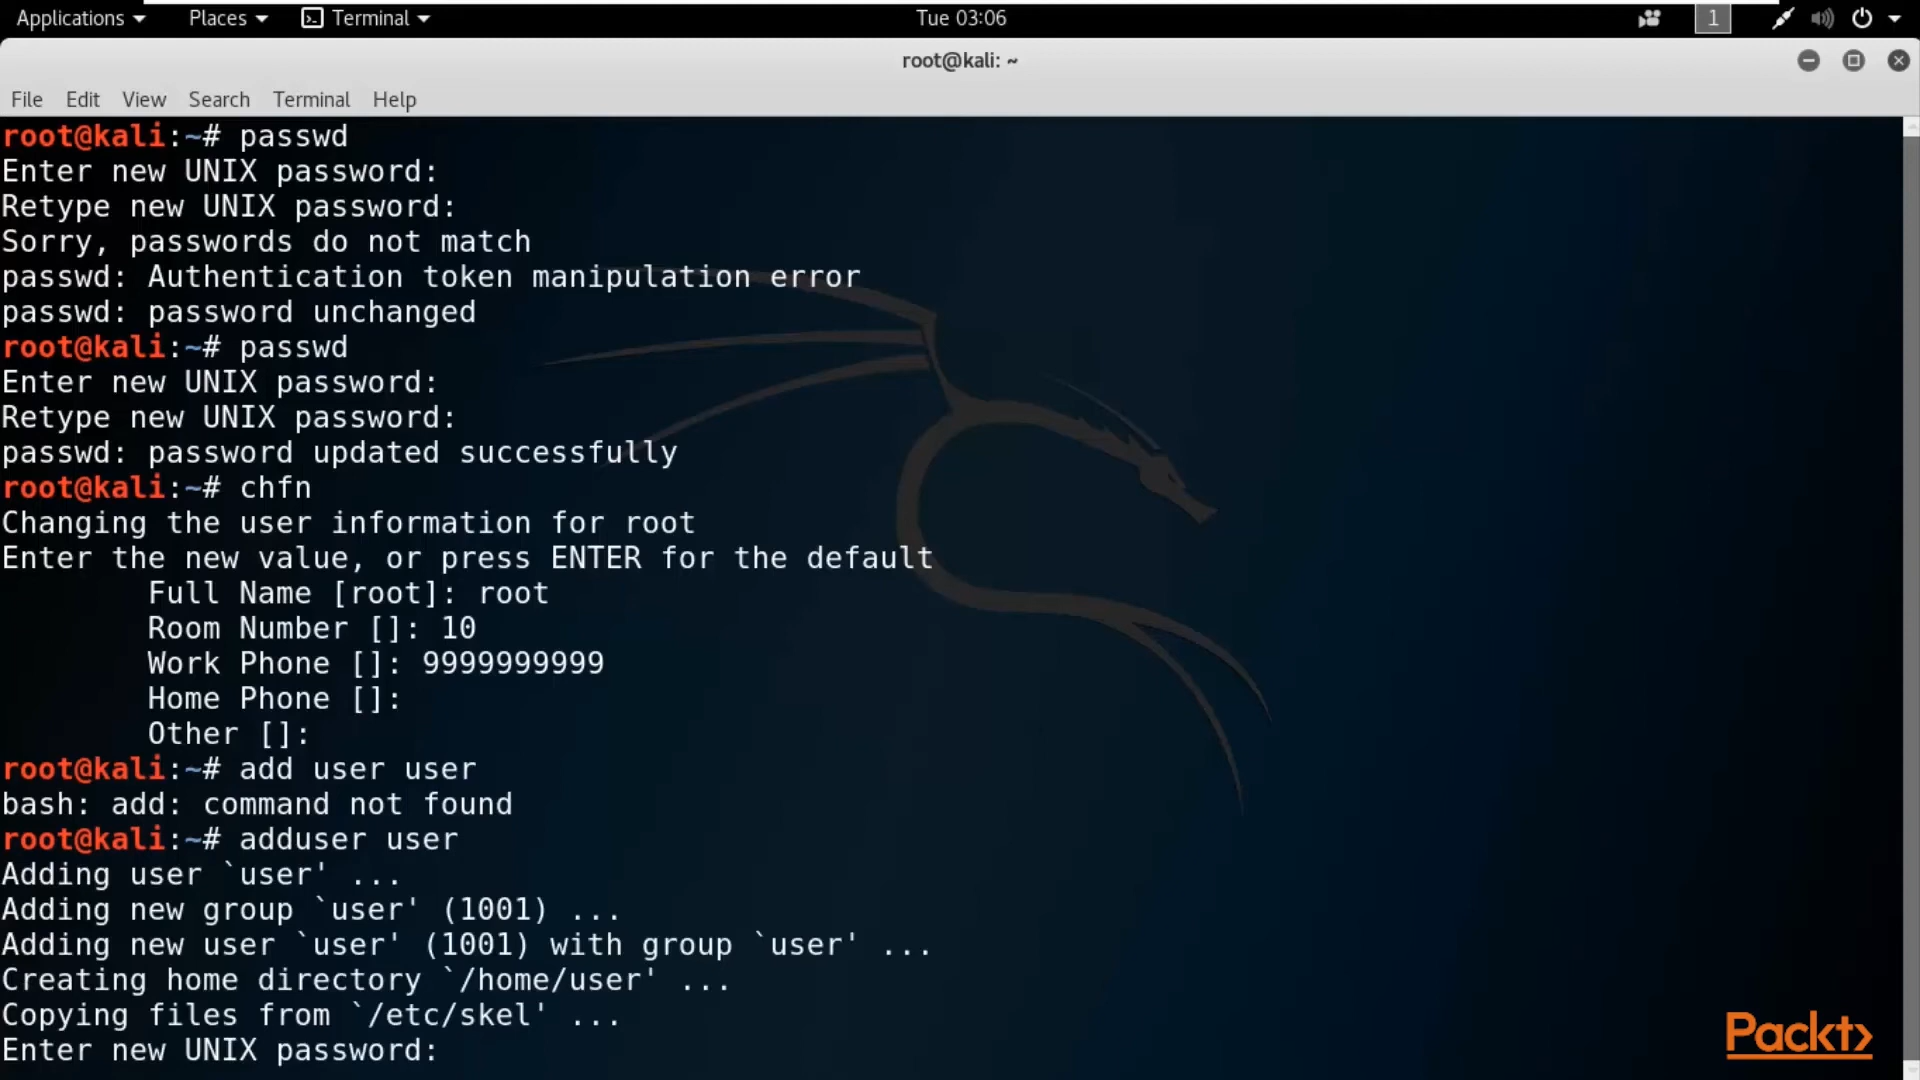 Applications Places Terminal Tue 03:06 1
root@kali: ~
File Edit View Search Terminal Help
root@kali:~# passwd
Enter new UNIX password:
Retype new UNIX password:
Sorry, passwords do not match
passwd: Authentication token manipulation error
passwd: password unchanged
root@kali:~# passwd
Enter new UNIX password:
Retype new UNIX password:
passwd: password updated successfully
root@kali:~# chfn
Changing the user information for root
Enter the new value, or press ENTER for the default
Full Name [root]: root
Room Number []: 10
Work Phone []: 9999999999
Home Phone []:
Other []:
root@kali:~# add user user
bash: add: command not found
root@kali:~# adduser user
Adding user `user' ...
Adding new group `user' (1001) ...
Adding new user `user' (1001) with group `user' ...
Creating home directory `/home/user' ...
Copying files from `/etc/skel' ...
Enter new UNIX password:
Packt>